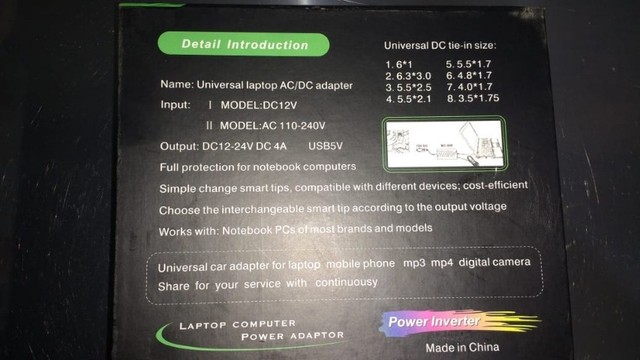 Detail Introduction
Universal DC tie-in size:
1. 6*1 5. 5.5*1.7
2. 6.3*3.0 6. 4.8*1.7
3. 5.5*2.5 7. 4.0*1.7
4. 5.5*2.1 8. 3.5*1.75
Name: Universal laptop AC/DC adapter
Input: I MODEL:DC12V
II MODEL:AC 110-240V
Output: DC12-24V DC 4A USB5V
Full protection for notebook computers
Simple change smart tips, compatible with different devices; cost-efficient
Choose the interchangeable smart tip according to the output voltage
Works with: Notebook PCs of most brands and models
Universal car adapter for laptop mobile phone mp3 mp4 digital camera
Share for your service with continuousy
LAPTOP COMPUTER
POWER ADAPTOR
Power Inverter
Made in China